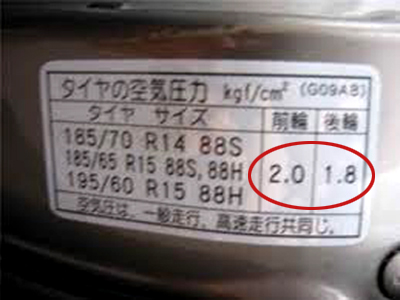 タイヤの空気圧力 kgf/cm² (G09AB)
タイヤ サイズ 前輪 後輪
185/70 R14 88S
185/65 R15 88S, 88H 2.0 1.8
195/60 R15 88H
空気圧は、一般走行、高速走行共同じ。